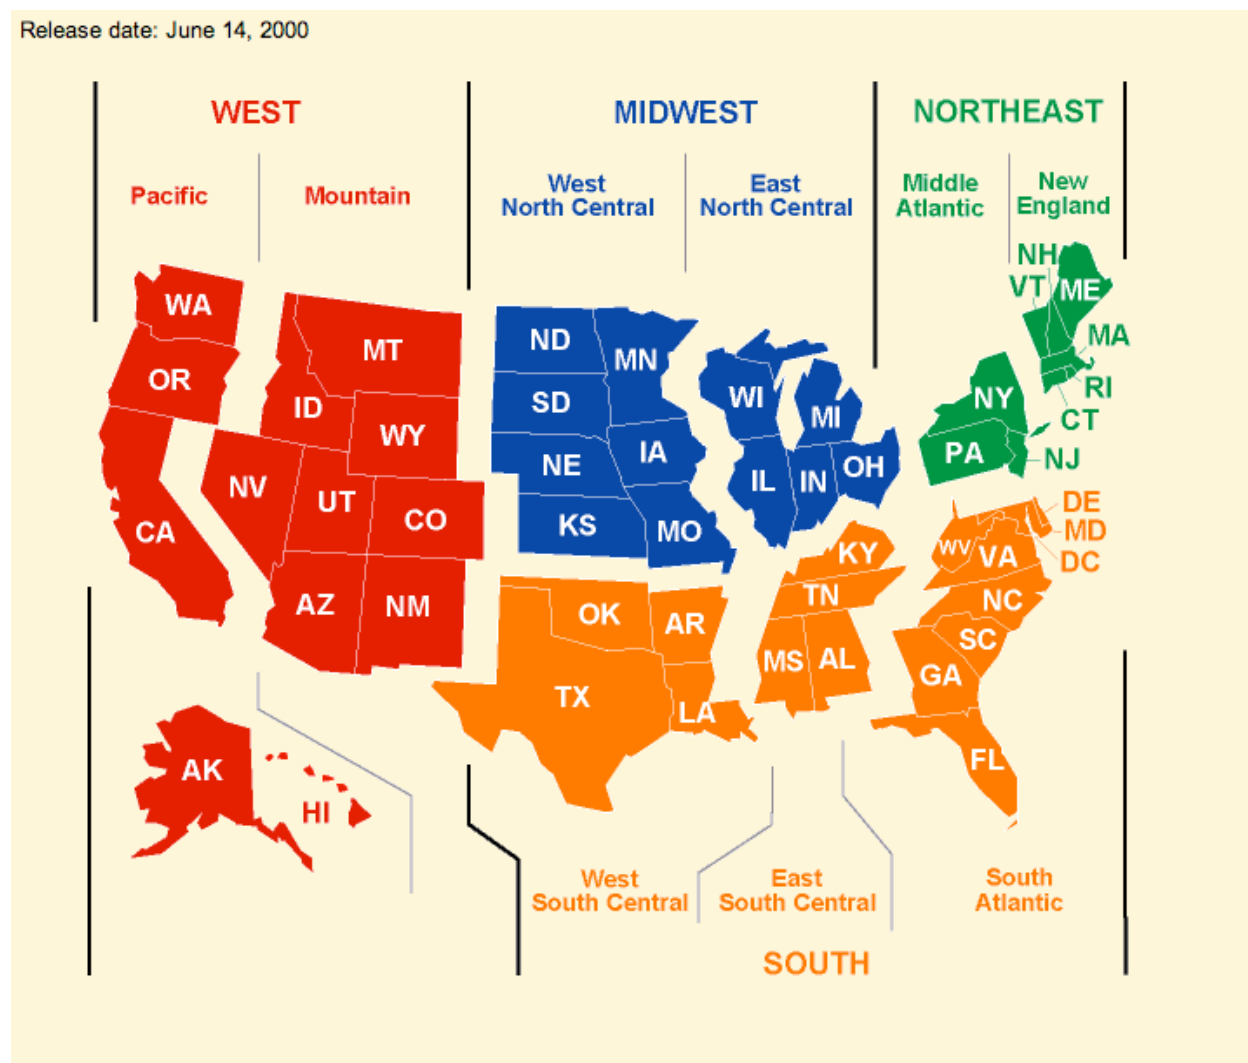 Release date: June 14, 2000
WEST
MIDWEST
NORTHEAST
Pacific
Mountain
West
North Central
East
North Central
Middle
Atlantic
New
England
NH
VT
ME
MA
RI
CT
NJ
NY
PA
WA
OR
CA
MT
ID
WY
NV
UT
CO
AZ
NM
ND
MN
SD
NE
IA
KS
MO
WI
MI
IL
IN
OH
DE
MD
DC
WV
VA
KY
TN
NC
SC
OK
AR
MS
AL
GA
TX
LA
FL
AK
HI
West
South Central
East
South Central
South
Atlantic
SOUTH